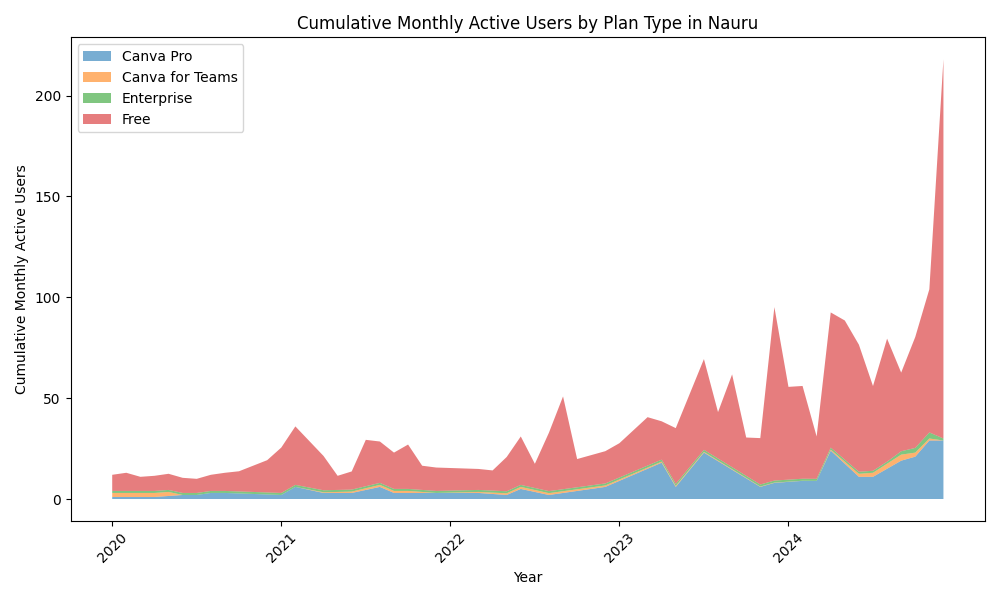 Cumulative Monthly Active Users by Plan Type in Nauru
Canva Pro
Canva for Teams
Enterprise
Free
Cumulative Monthly Active Users
200
150
100
50
0
2020
2021
2022
2023
2024
Year